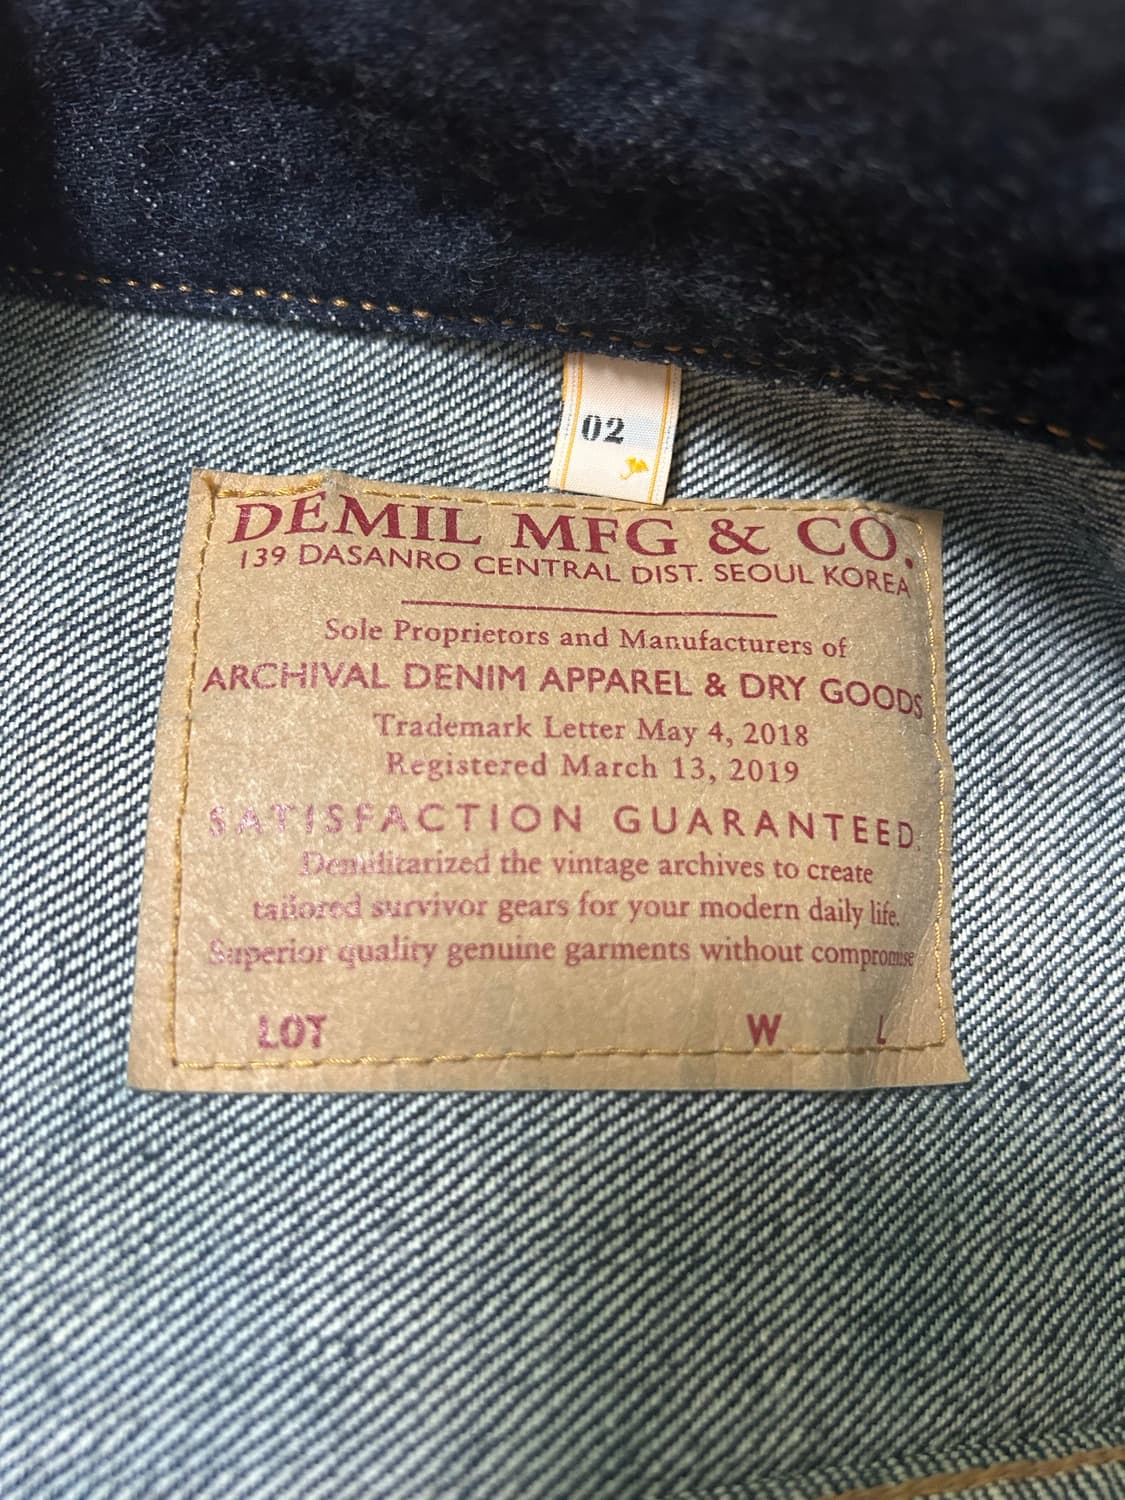 02
DEMIL MFG & CO.
139 DASANRO CENTRAL DIST. SEOUL KOREA
Sole Proprietors and Manufacturers of
ARCHIVAL DENIM APPAREL & DRY GOODS
Trademark Letter May 4, 2018
Registered March 13, 2019
SATISFACTION GUARANTEED.
Demilitarized the vintage archives to create
tailored survivor gears for your modern daily life.
Superior quality genuine garments without compromise
LOT W L